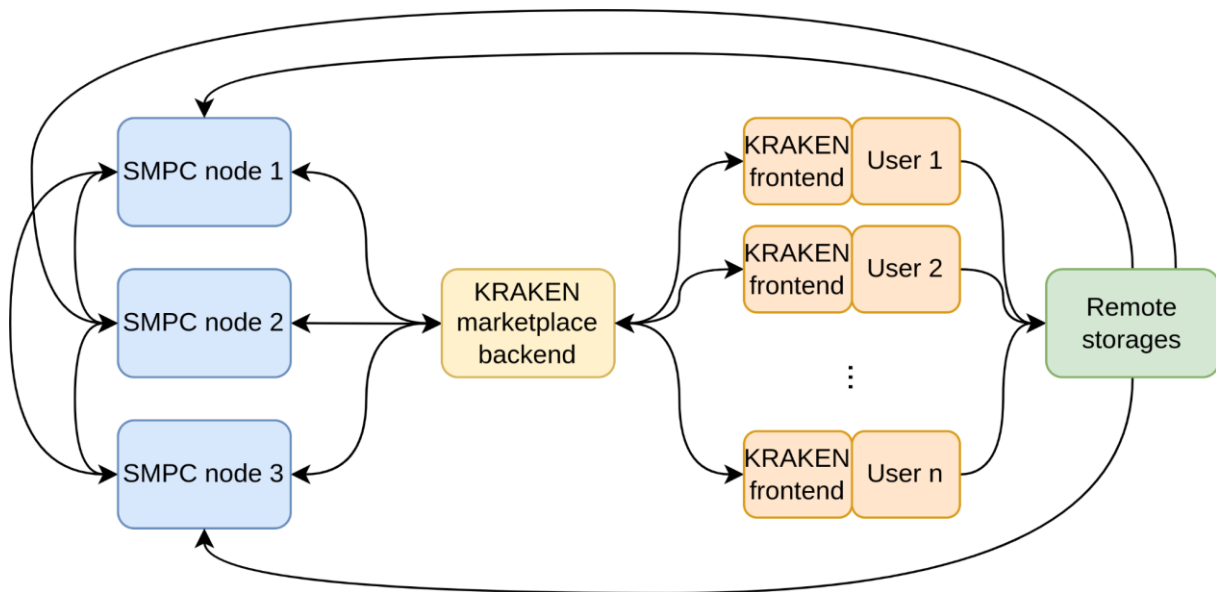 SMPC node 1
SMPC node 2
SMPC node 3
KRAKEN
marketplace
backend
KRAKEN
frontend
User 1
KRAKEN
frontend
User 2
...
KRAKEN
frontend
User n
Remote
storages